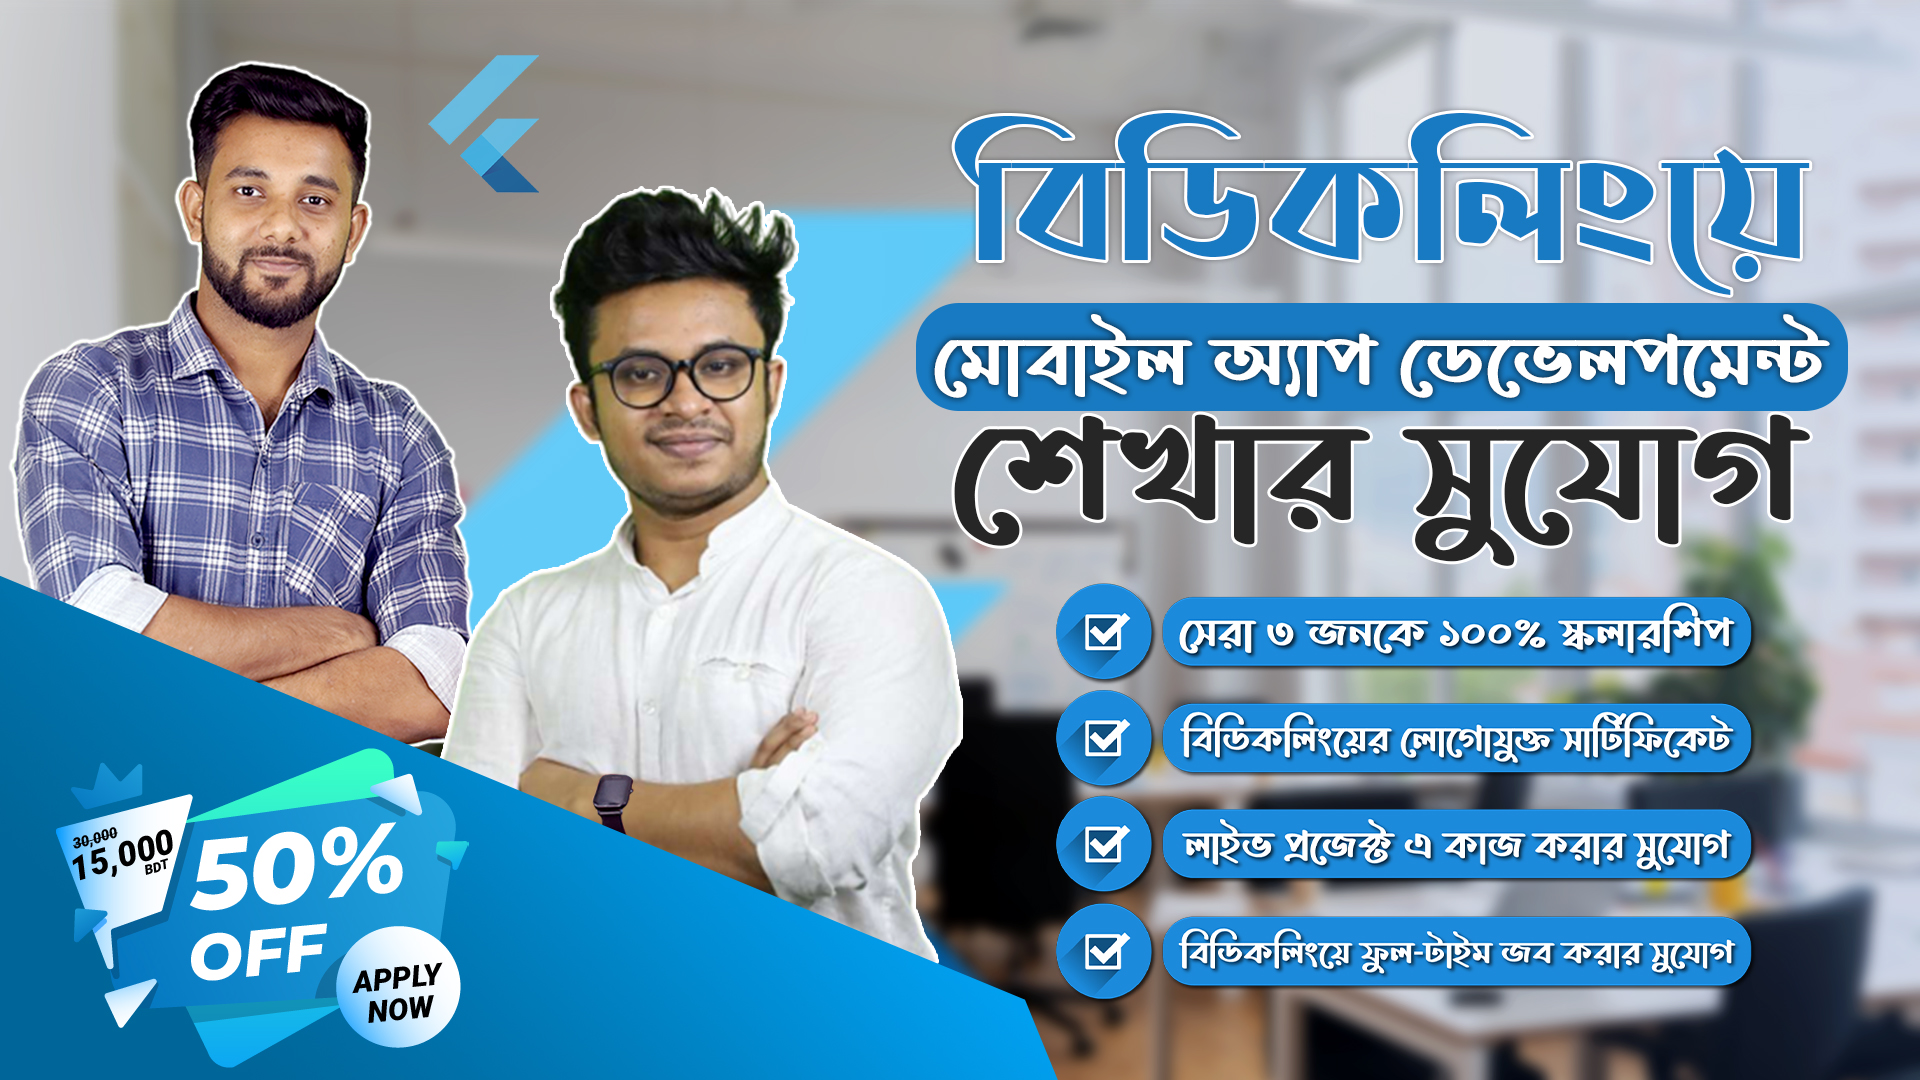 বিডিকলিংয়ে
মোবাইল অ্যাপ ডেভেলপমেন্ট
শেখার সুযোগ
সেরা ৩ জনকে ১০০% স্কলারশিপ
বিডিকলিংয়ের লোগোযুক্ত সার্টিফিকেট
লাইভ প্রজেক্ট এ কাজ করার সুযোগ
বিডিকলিংয়ে ফুল-টাইম জব করার সুযোগ
30,000
15,000
BDT
50%
OFF
APPLY
NOW